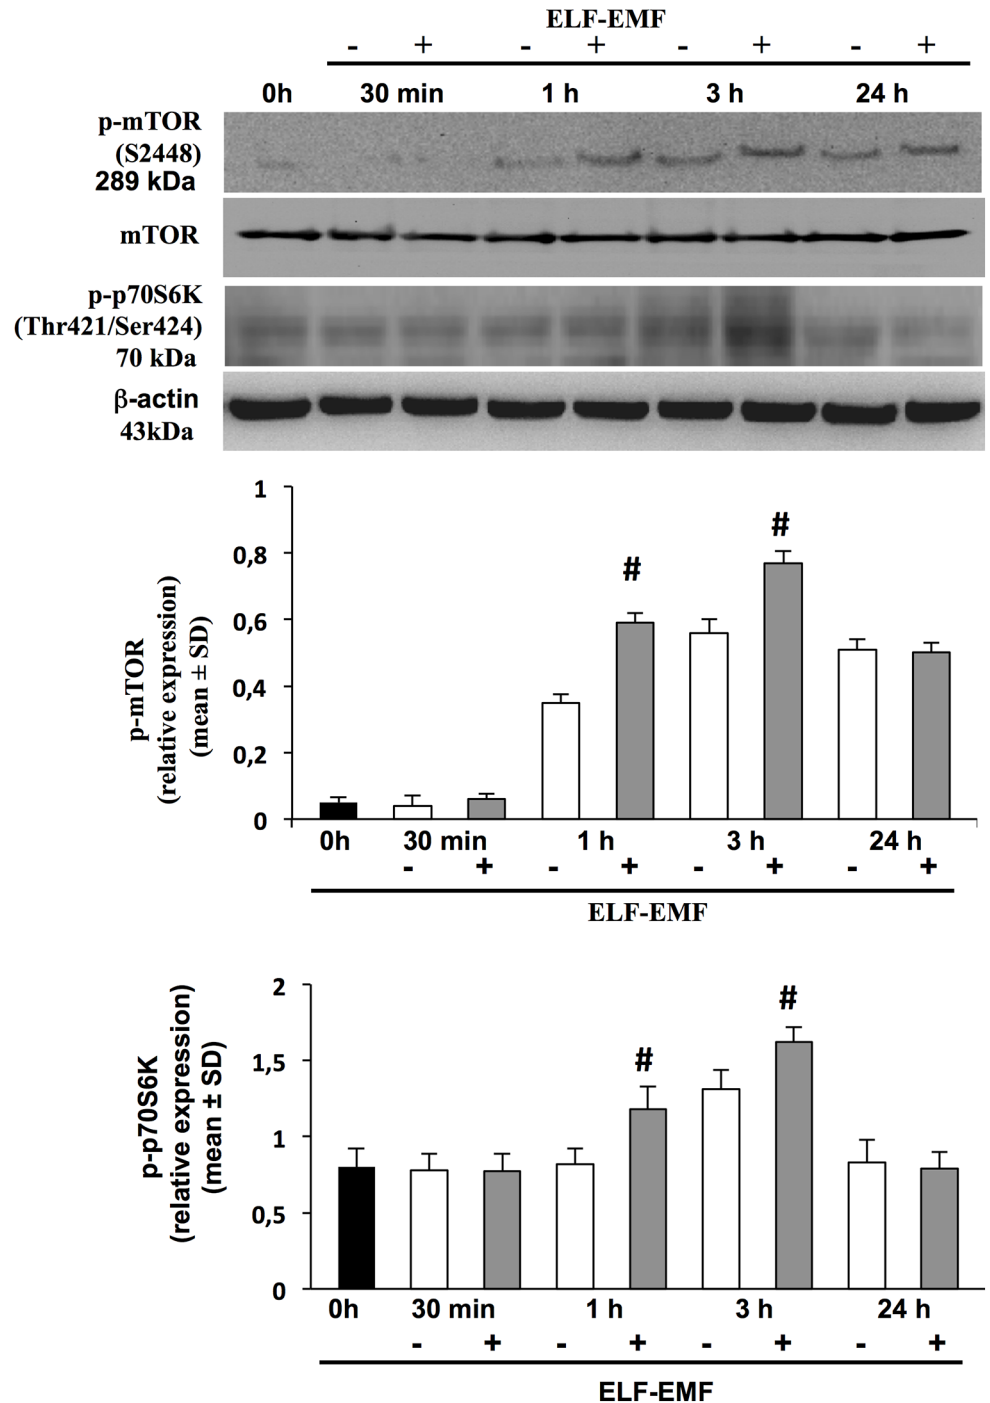 ELF-EMF
- + - + - + - +
0h 30 min 1 h 3 h 24 h
p-mTOR
(S2448)
289 kDa
mTOR
p-p70S6K
(Thr421/Ser424)
70 kDa
β-actin
43kDa
p-mTOR
(relative expression)
(mean ± SD)
1
0,8
0,6
0,4
0,2
0
# #
0h 30 min 1 h 3 h 24 h
- + - + - + - +
ELF-EMF
p-p70S6K
(relative expression)
(mean ± SD)
2
1,5
1
0,5
0
# #
0h 30 min 1 h 3 h 24 h
- + - + - + - +
ELF-EMF